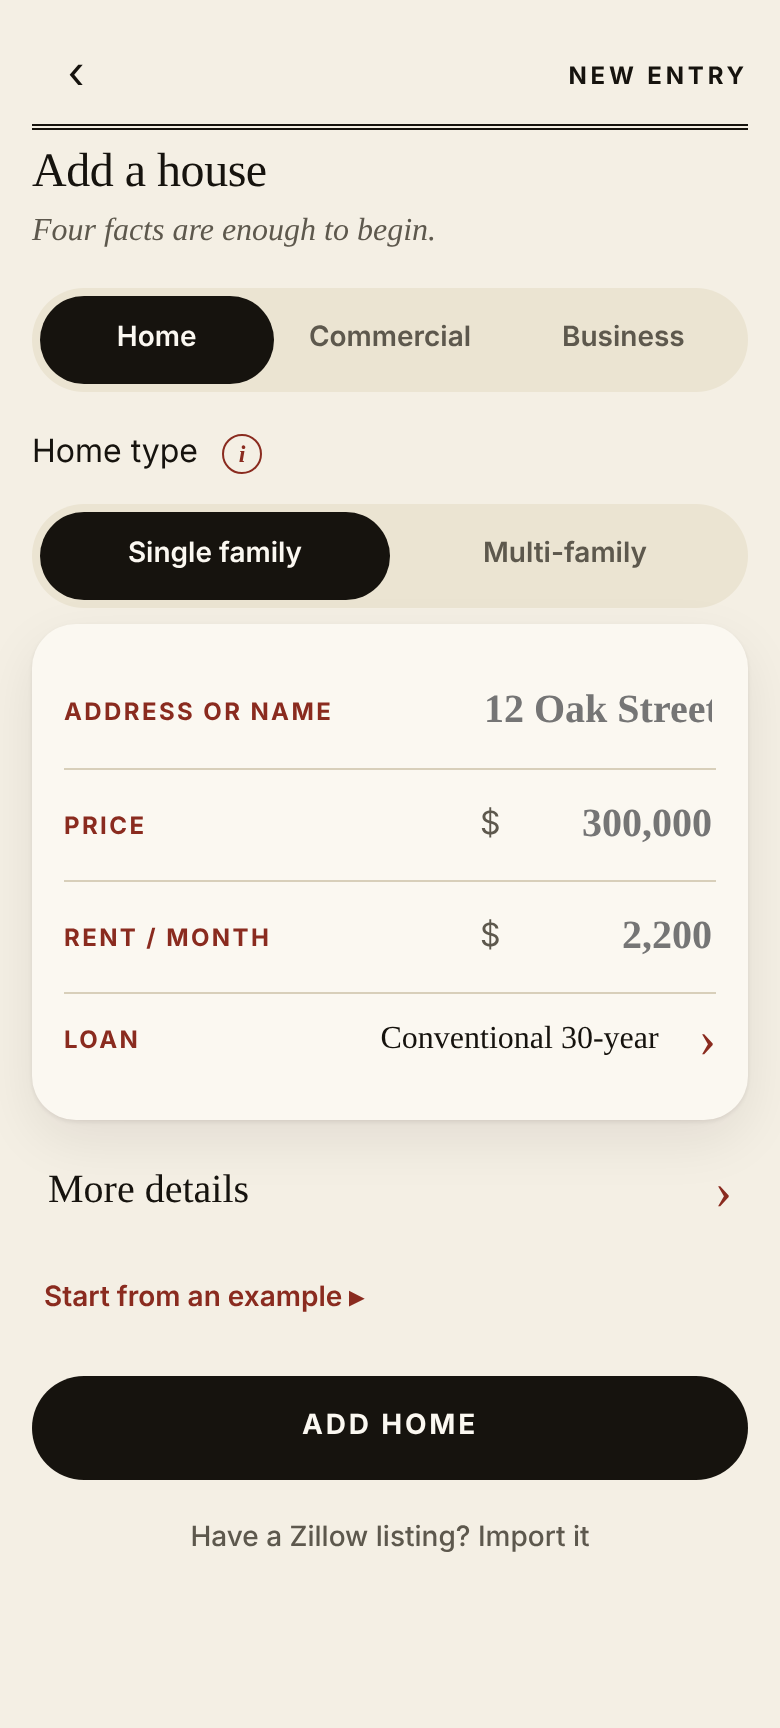 ‹ NEW ENTRY
Add a house
Four facts are enough to begin.
Home Commercial Business
Home type i
Single family Multi-family
ADDRESS OR NAME 12 Oak Street
PRICE $ 300,000
RENT / MONTH $ 2,200
LOAN Conventional 30-year ›
More details ›
Start from an example ▸
ADD HOME
Have a Zillow listing? Import it